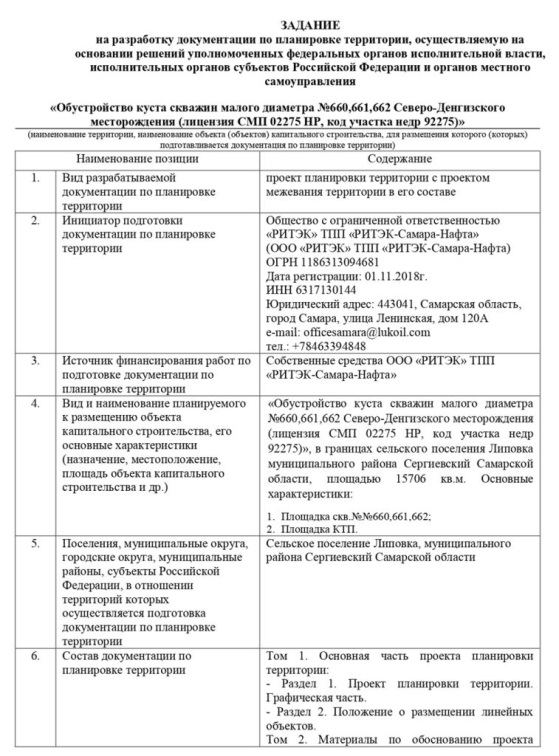 ЗАДАНИЕ
на разработку документации по планировке территории, осуществляемую на
основании решений уполномоченных федеральных органов исполнительной власти,
исполнительных органов субъектов Российской Федерации и органов местного
самоуправления
«Обустройство куста скважин малого диаметра №660,661,662 Северо-Денгизского
месторождения (лицензия СМП 02275 НР, код участка недр 92275)»
(наименование территории, наименование объекта (объектов) капитального строительства, для размещения которого (которых)
подготавливается документация по планировке территории)
Наименование позиции
Содержание
1.
Вид разрабатываемой
документации по планировке
территории
проект планировки территории с проектом
межевания территории в его составе
2.
Инициатор подготовки
документации по планировке
территории
Общество с ограниченной ответственностью
«РИТЭК» ТПП «РИТЭК-Самара-Нафта»
(ООО «РИТЭК» ТПП «РИТЭК-Самара-Нафта)
ОГРН 1186313094681
Дата регистрации: 01.11.2018г.
ИНН 6317130144
Юридический адрес: 443041, Самарская область,
город Самара, улица Ленинская, дом 120А
e-mail: officesamara@lukoil.com
тел.: +78463394848
3.
Источник финансирования работ по
подготовке документации по
планировке территории
Собственные средства ООО «РИТЭК» ТПП
«РИТЭК-Самара-Нафта»
4.
Вид и наименование планируемого
к размещению объекта
капитального строительства, его
основные характеристики
(назначение, местоположение,
площадь объекта капитального
строительства и др.)
«Обустройство куста скважин малого диаметра
№660,661,662 Северо-Денгизского месторождения
(лицензия СМП 02275 НР, код участка недр
92275)», в границах сельского поселения Липовка
муниципального района Сергиевский Самарской
области, площадью 15706 кв.м. Основные
характеристики:
1. Площадка скв.№№660,661,662;
2. Площадка КТП.
5.
Поселения, муниципальные округа,
городские округа, муниципальные
районы, субъекты Российской
Федерации, в отношении
территорий которых
осуществляется подготовка
документации по планировке
территории
Сельское поселение Липовка, муниципального
района Сергиевский Самарской области
6.
Состав документации по
планировке территории
Том 1. Основная часть проекта планировки
территории:
- Раздел 1. Проект планировки территории.
Графическая часть.
- Раздел 2. Положение о размещении линейных
объектов.
Том 2. Материалы по обоснованию проекта